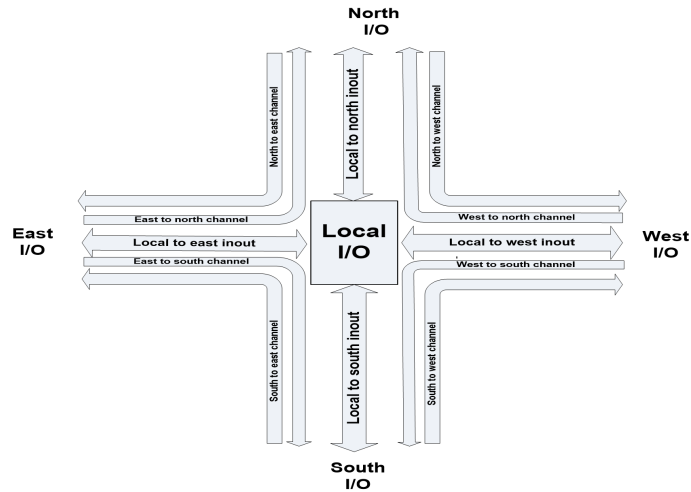 North
I/O
North to east channel
Local to north inout
North to west channel
East to north channel
West to north channel
East
I/O
Local to east inout
Local
I/O
Local to west inout
West
I/O
East to south channel
West to south channel
South to east channel
Local to south inout
South to west channel
South
I/O